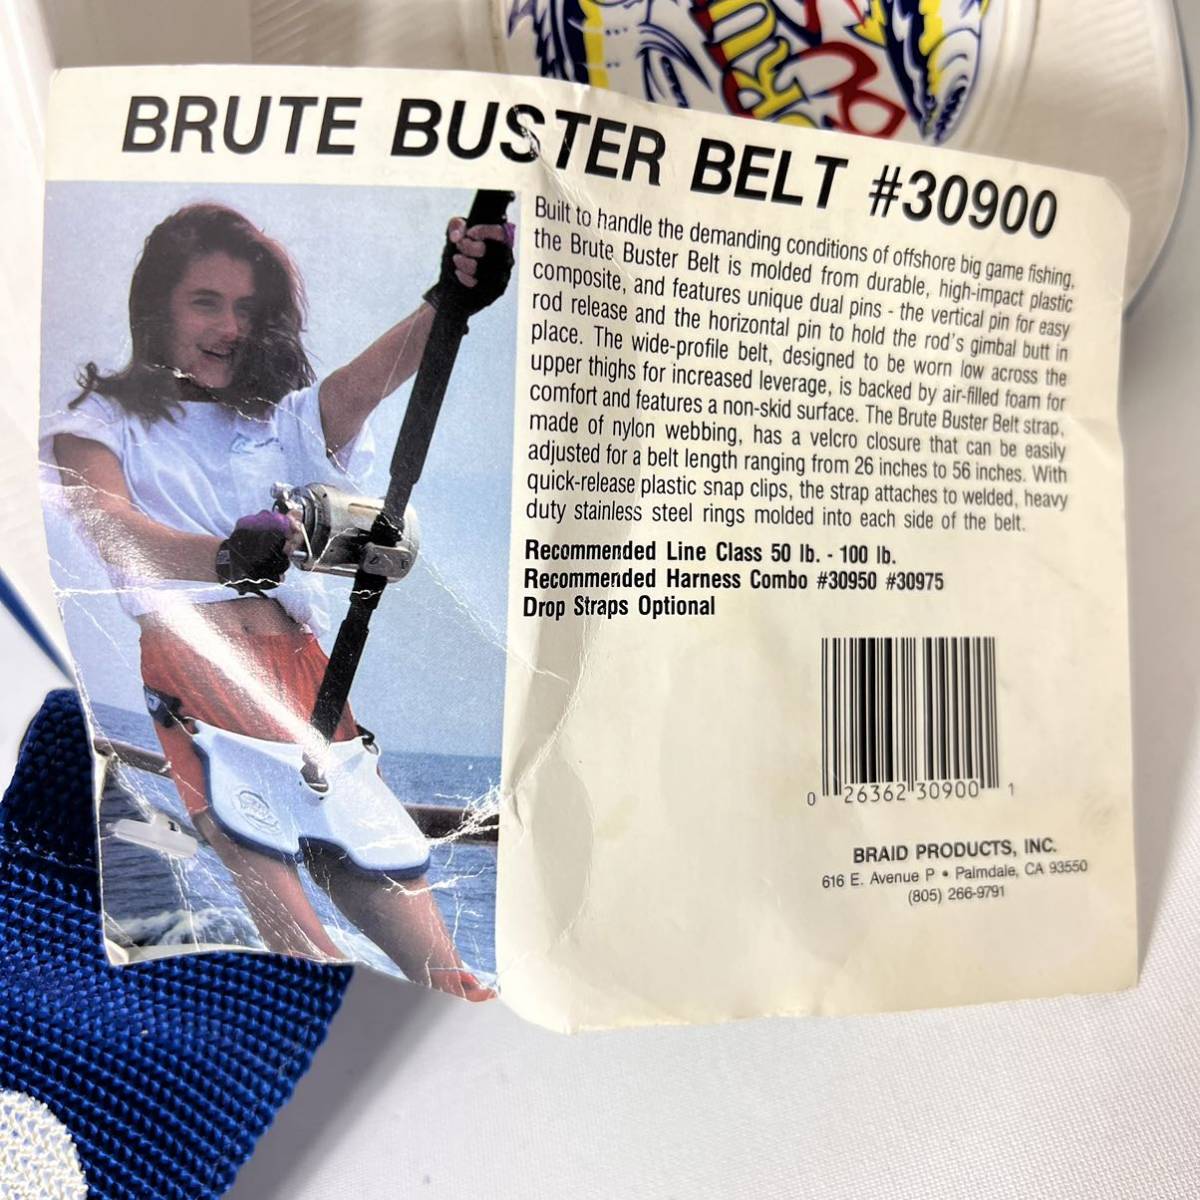 BRU
BRUTE BUSTER BELT #30900
Built to handle the demanding conditions of offshore big game fishing,
the Brute Buster Belt is molded from durable, high-impact plastic
composite, and features unique dual pins - the vertical pin for easy
rod release and the horizontal pin to hold the rod's gimbal butt in
place. The wide-profile belt, designed to be worn low across the
upper thighs for increased leverage, is backed by air-filled foam for
comfort and features a non-skid surface. The Brute Buster Belt strap,
made of nylon webbing, has a velcro closure that can be easily
adjusted for a belt length ranging from 26 inches to 56 inches. With
quick-release plastic snap clips, the strap attaches to welded, heavy
duty stainless steel rings molded into each side of the belt.
Recommended Line Class 50 lb. - 100 lb.
Recommended Harness Combo #30950 #30975
Drop Straps Optional
0 26362 30900 1
BRAID PRODUCTS, INC.
616 E. Avenue P • Palmdale, CA 93550
(805) 266-9791